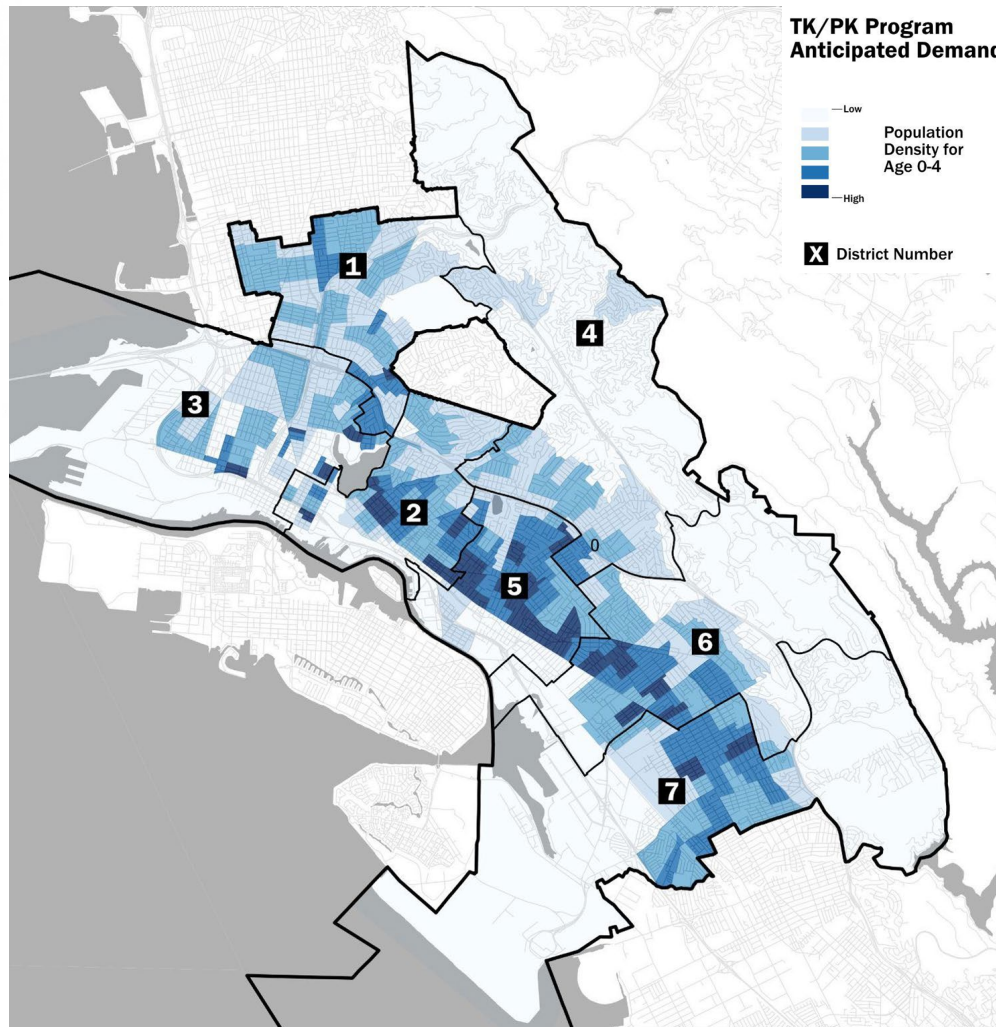 TK/PK Program
Anticipated Demand
Low
Population
Density for
Age 0-4
High
X District Number
1
4
3
2
0
5
6
7